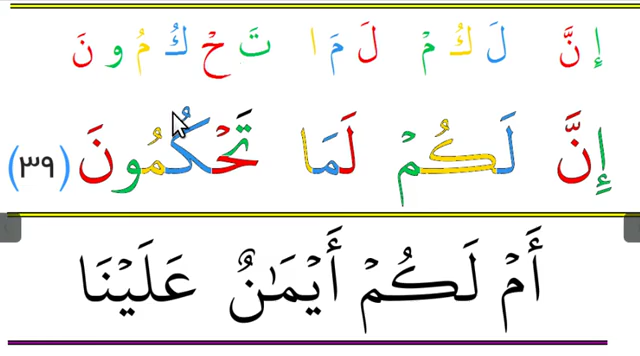 إِ نَّ لَ كُ مْ لَ مَ ا تَ حْ كُ مُ و نَ
إِنَّ لَكُمْ لَمَا تَحْكُمُونَ (٣٩)
أَمْ لَكُمْ أَيْمَٰنٌ عَلَيْنَا